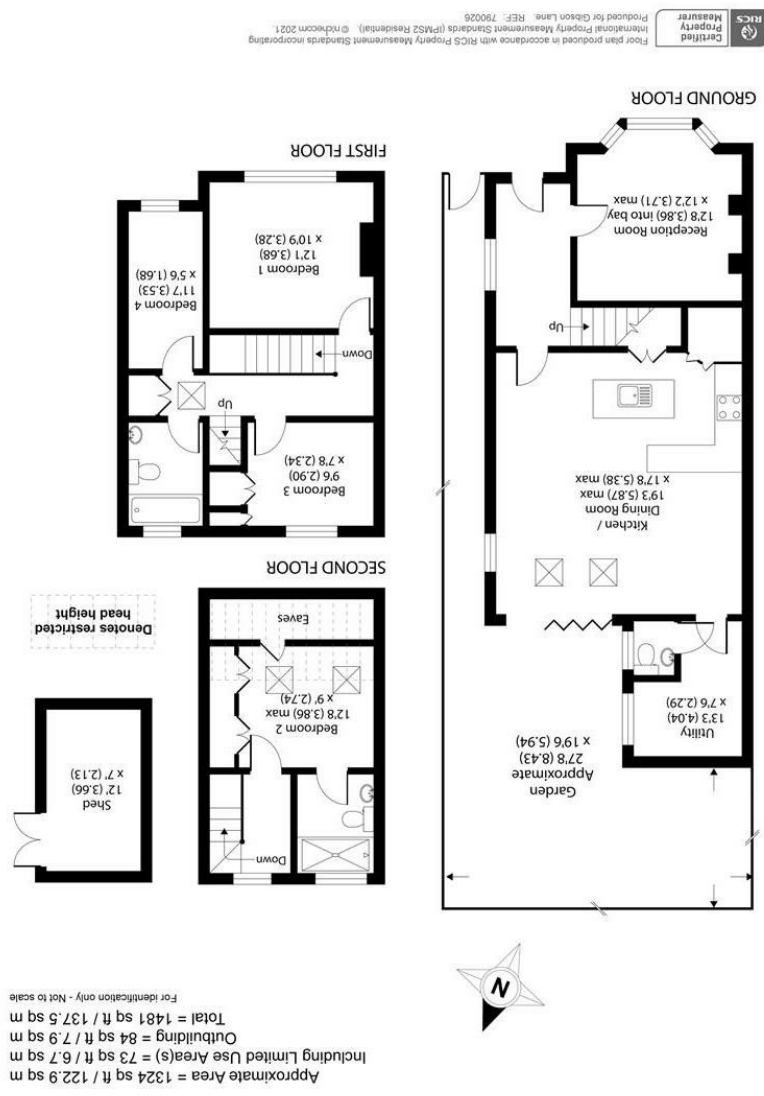 Approximate Area = 1324 sq ft / 122.9 sq m
Including Limited Use Area(s) = 73 sq ft / 6.7 sq m
Outbuilding = 84 sq ft / 7.9 sq m
Total = 1481 sq ft / 137.5 sq m
For identification only - Not to scale
N
Garden
Approximate
27'8 (8.43)
x 19'6 (5.94)
Utility
13'3 (4.04)
x 7'6 (2.29)
Kitchen /
Dining Room
19'3 (5.87) max
x 17'8 (5.38) max
Up
Reception Room
12'8 (3.86) into bay
x 12'2 (3.71) max
GROUND FLOOR
Down
Bedroom 2
12'8 (3.86) max
x 9' (2.74)
Eaves
SECOND FLOOR
Shed
12' (3.66)
x 7' (2.13)
Denotes restricted
head height
Bedroom 3
9'6 (2.90)
x 7'8 (2.34)
Up
Down
Bedroom 1
12'1 (3.68)
x 10'9 (3.28)
Bedroom 4
11'7 (3.53)
x 5'6 (1.68)
FIRST FLOOR
RICS
Certified
Property
Measurer
Floor plan produced in accordance with RICS Property Measurement Standards incorporating
International Property Measurement Standards (IPMS2 Residential). © nichecom 2021.
Produced for Gibson Lane. REF: 790026